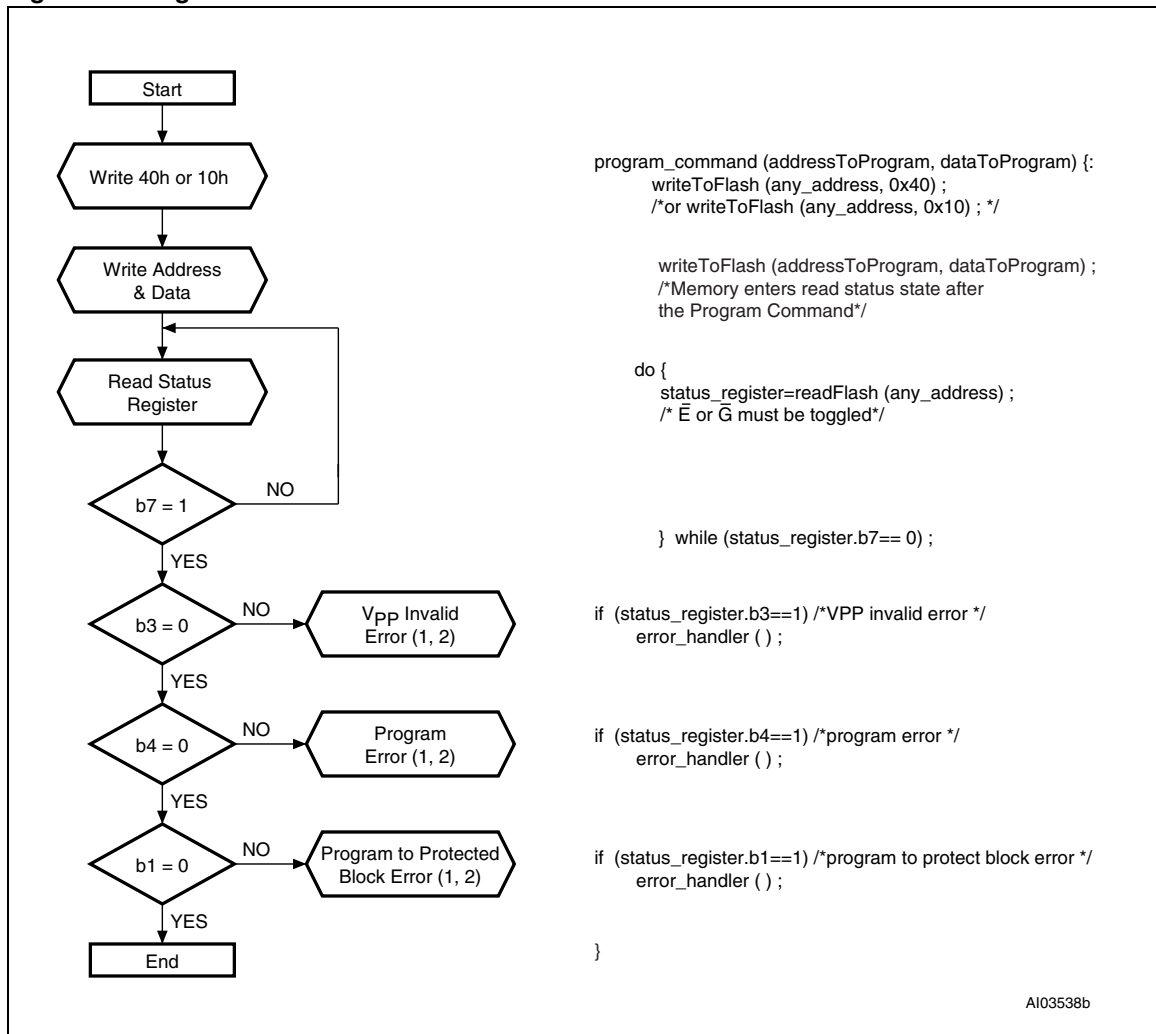 Start
Write 40h or 10h
program_command (addressToProgram, dataToProgram) {:
writeToFlash (any_address, 0x40) ;
/*or writeToFlash (any_address, 0x10) ; */
Write Address
& Data
writeToFlash (addressToProgram, dataToProgram) ;
/*Memory enters read status state after
the Program Command*/
Read Status
Register
do {
status_register=readFlash (any_address) ;
/* E̅ or G̅ must be toggled*/
b7 = 1
NO
YES
} while (status_register.b7== 0) ;
b3 = 0
NO
YES
VPP Invalid
Error (1, 2)
if (status_register.b3==1) /*VPP invalid error */
error_handler ( ) ;
b4 = 0
NO
YES
Program
Error (1, 2)
if (status_register.b4==1) /*program error */
error_handler ( ) ;
b1 = 0
NO
YES
Program to Protected
Block Error (1, 2)
if (status_register.b1==1) /*program to protect block error */
error_handler ( ) ;
End
}
AI03538b